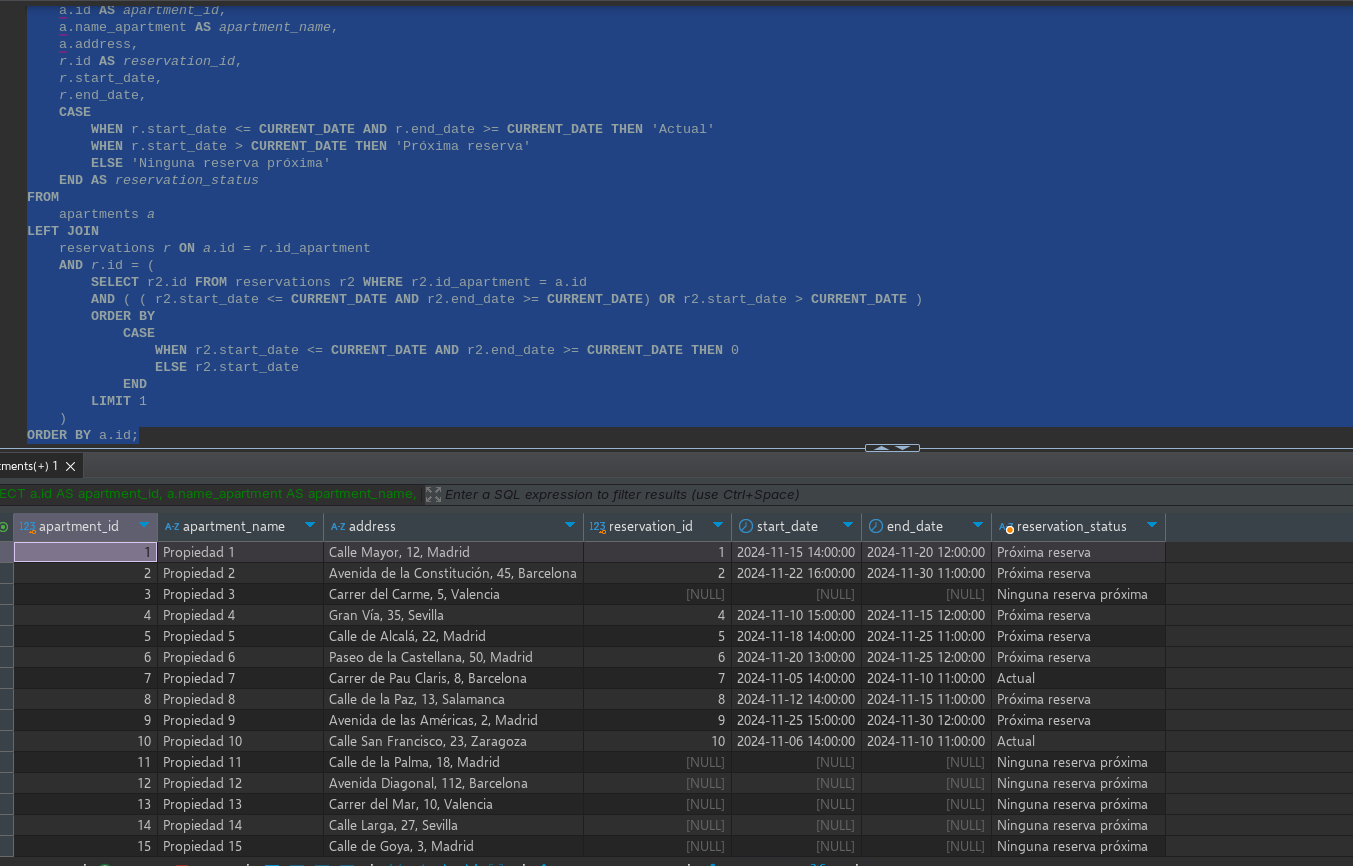 a.id AS apartment_id,
a.name_apartment AS apartment_name,
a.address,
r.id AS reservation_id,
r.start_date,
r.end_date,
CASE
WHEN r.start_date <= CURRENT_DATE AND r.end_date >= CURRENT_DATE THEN 'Actual'
WHEN r.start_date > CURRENT_DATE THEN 'Próxima reserva'
ELSE 'Ninguna reserva próxima'
END AS reservation_status
FROM
apartments a
LEFT JOIN
reservations r ON a.id = r.id_apartment
AND r.id = (
SELECT r2.id FROM reservations r2 WHERE r2.id_apartment = a.id
AND ( ( r2.start_date <= CURRENT_DATE AND r2.end_date >= CURRENT_DATE) OR r2.start_date > CURRENT_DATE )
ORDER BY
CASE
WHEN r2.start_date <= CURRENT_DATE AND r2.end_date >= CURRENT_DATE THEN 0
ELSE r2.start_date
END
LIMIT 1
)
ORDER BY a.id;
tments(+) 1
ECT a.id AS apartment_id, a.name_apartment AS apartment_name, Enter a SQL expression to filter results (use Ctrl+Space)
123 apartment_id A-Z apartment_name A-Z address 123 reservation_id start_date end_date A-Z reservation_status
1 Propiedad 1 Calle Mayor, 12, Madrid 1 2024-11-15 14:00:00 2024-11-20 12:00:00 Próxima reserva
2 Propiedad 2 Avenida de la Constitución, 45, Barcelona 2 2024-11-22 16:00:00 2024-11-30 11:00:00 Próxima reserva
3 Propiedad 3 Carrer del Carme, 5, Valencia [NULL] [NULL] [NULL] Ninguna reserva próxima
4 Propiedad 4 Gran Vía, 35, Sevilla 4 2024-11-10 15:00:00 2024-11-15 12:00:00 Próxima reserva
5 Propiedad 5 Calle de Alcalá, 22, Madrid 5 2024-11-18 14:00:00 2024-11-25 11:00:00 Próxima reserva
6 Propiedad 6 Paseo de la Castellana, 50, Madrid 6 2024-11-20 13:00:00 2024-11-25 12:00:00 Próxima reserva
7 Propiedad 7 Carrer de Pau Claris, 8, Barcelona 7 2024-11-05 14:00:00 2024-11-10 11:00:00 Actual
8 Propiedad 8 Calle de la Paz, 13, Salamanca 8 2024-11-12 14:00:00 2024-11-15 11:00:00 Próxima reserva
9 Propiedad 9 Avenida de las Américas, 2, Madrid 9 2024-11-25 15:00:00 2024-11-30 12:00:00 Próxima reserva
10 Propiedad 10 Calle San Francisco, 23, Zaragoza 10 2024-11-06 14:00:00 2024-11-10 11:00:00 Actual
11 Propiedad 11 Calle de la Palma, 18, Madrid [NULL] [NULL] [NULL] Ninguna reserva próxima
12 Propiedad 12 Avenida Diagonal, 112, Barcelona [NULL] [NULL] [NULL] Ninguna reserva próxima
13 Propiedad 13 Carrer del Mar, 10, Valencia [NULL] [NULL] [NULL] Ninguna reserva próxima
14 Propiedad 14 Calle Larga, 27, Sevilla [NULL] [NULL] [NULL] Ninguna reserva próxima
15 Propiedad 15 Calle de Goya, 3, Madrid [NULL] [NULL] [NULL] Ninguna reserva próxima